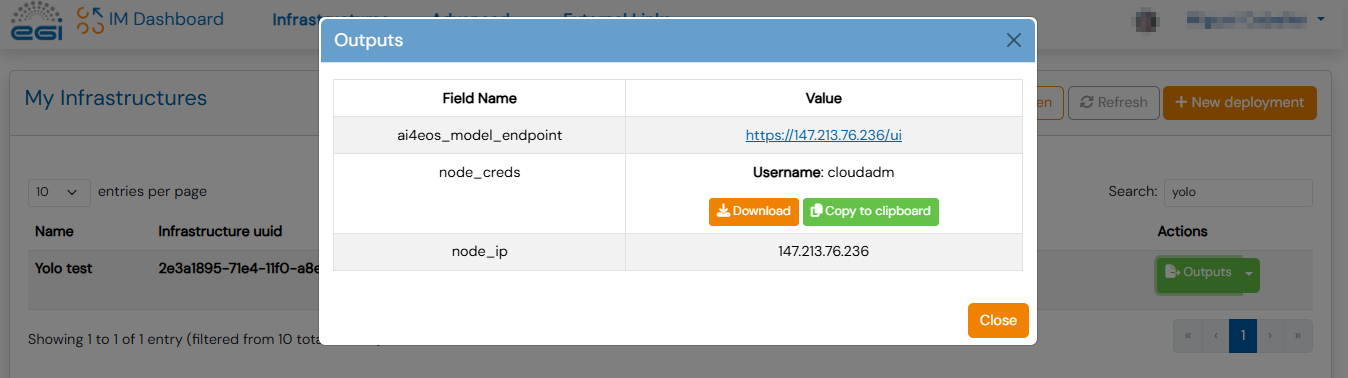 egi
IM Dashboard
Infrastructures Advanced External Links
Outputs
My Infrastructures
en
Refresh
+ New deployment
Field Name Value
ai4eos_model_endpoint https://147.213.76.236/ui
node_creds Username: cloudadm
Download Copy to clipboard
node_ip 147.213.76.236
10 entries per page
Search: yolo
Name Infrastructure uuid Actions
Yolo test 2e3a1895-71e4-11f0-a8e
Outputs
Close
Showing 1 to 1 of 1 entry (filtered from 10 tot
« ‹ 1 › »